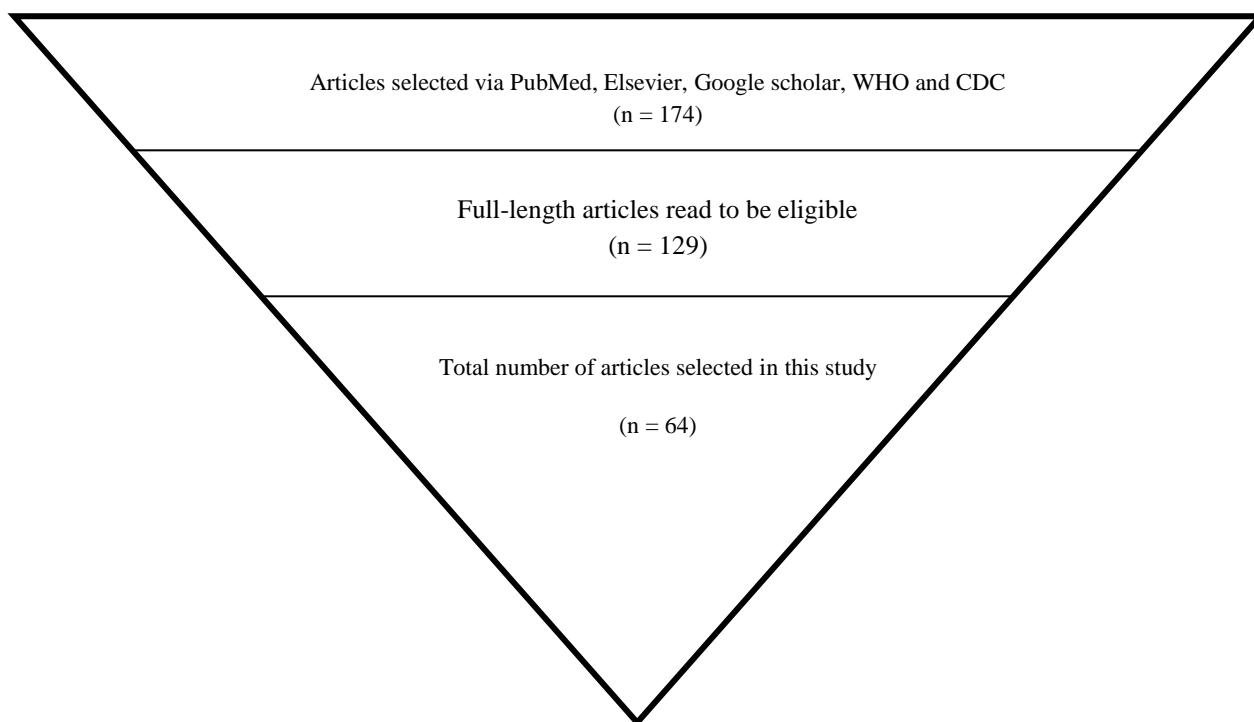 Articles selected via PubMed, Elsevier, Google scholar, WHO and CDC
(n = 174)
Full-length articles read to be eligible
(n = 129)
Total number of articles selected in this study
(n = 64)